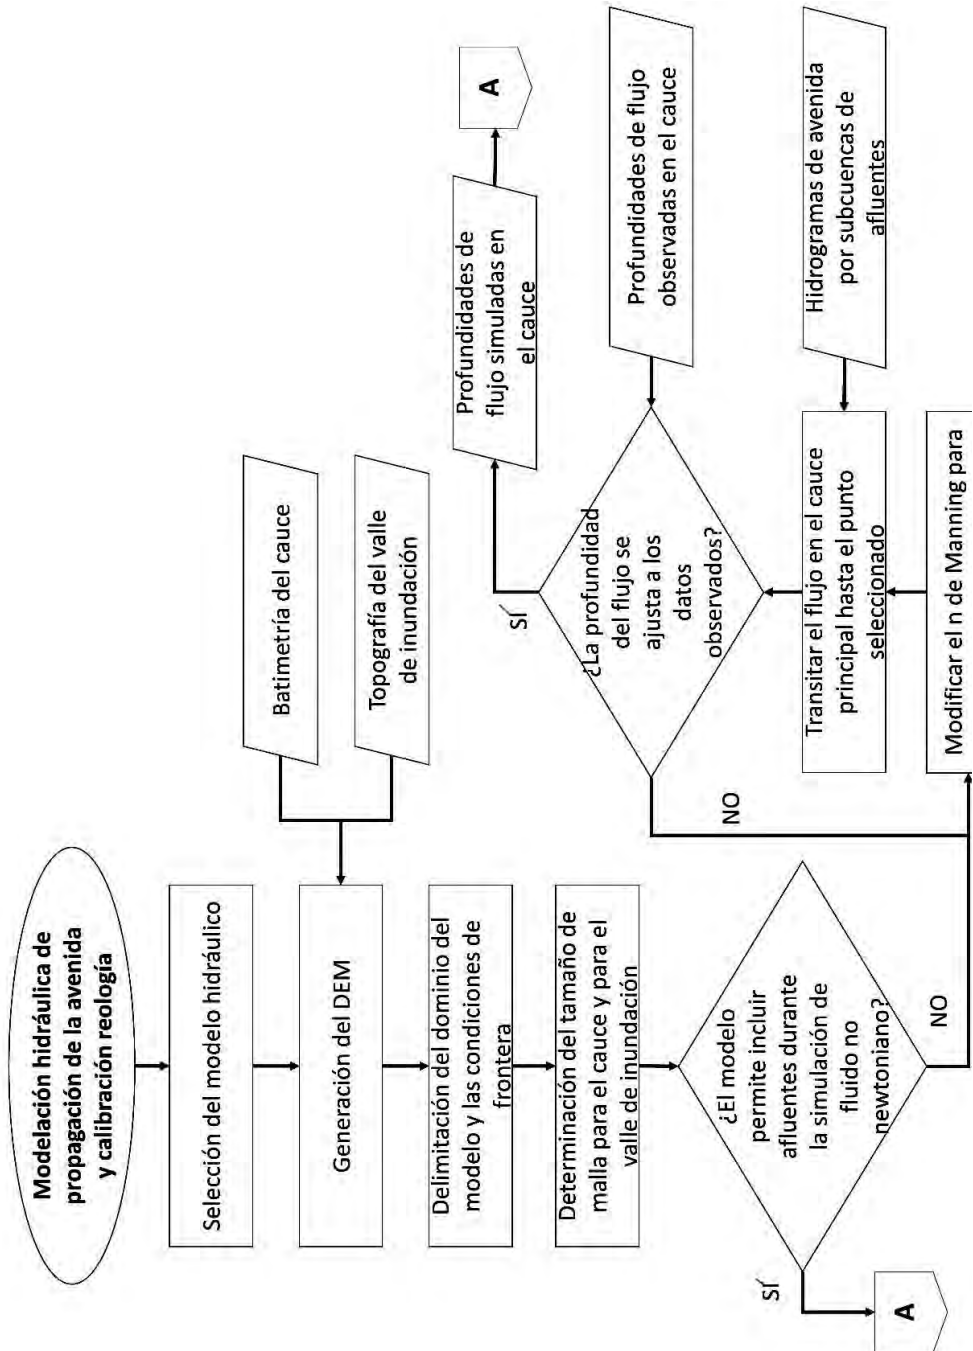 Modelación hidráulica de
propagación de la avenida
y calibración reología
Selección del modelo hidráulico
Generación del DEM
Batimetría del cauce
Topografía del valle
de inundación
Delimitación del dominio del
modelo y las condiciones de
frontera
Determinación del tamaño de
malla para el cauce y para el
valle de inundación
¿El modelo
permite incluir
afluentes durante
la simulación de
fluido no
newtoniano?
SÍ
A
NO
Modificar el n de Manning para
Transitar el flujo en el cauce
principal hasta el punto
seleccionado
Hidrogramas de avenida
por subcuencas de
afluentes
¿La profundidad
del flujo se
ajusta a los
datos
observados?
NO
Profundidades de flujo
observadas en el cauce
SÍ
Profundidades de
flujo simuladas en
el cauce
A